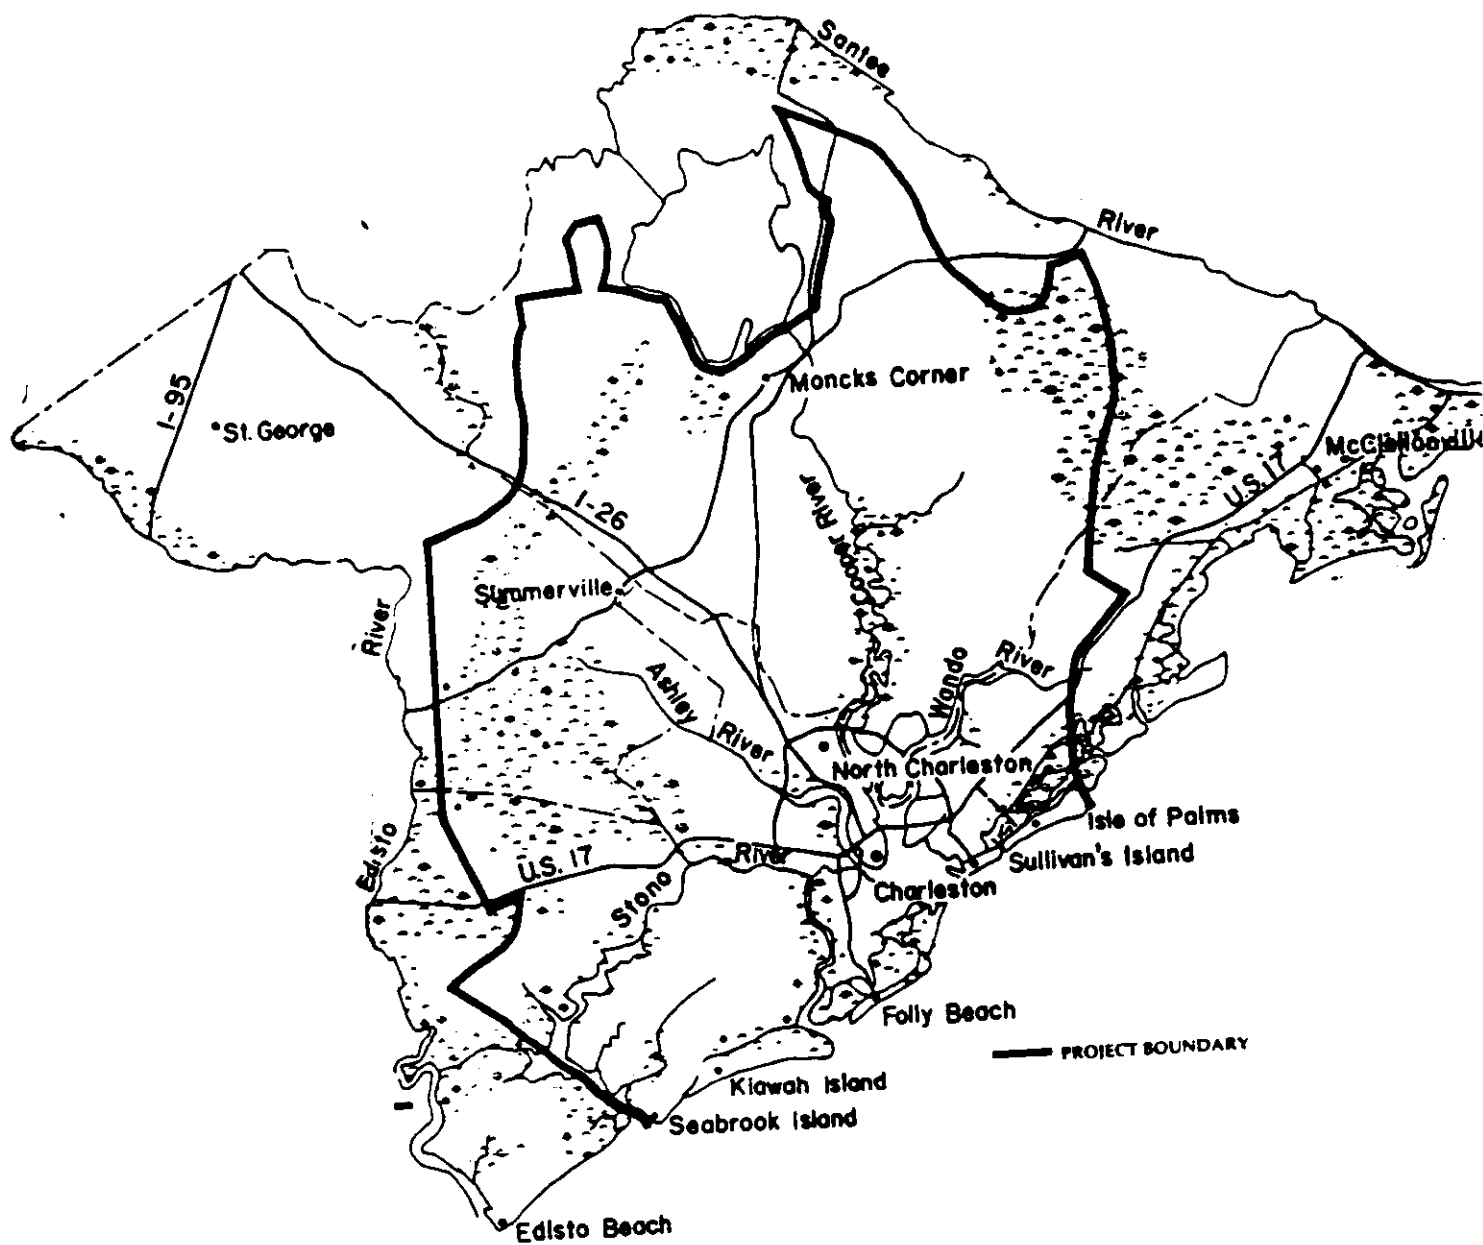 Santee
River
I-95
St. George
Moncks Corner
McClellanville
U.S. 17
I-26
Cooper River
Summerville
River
Ashley
River
Wando
River
North Charleston
Edisto
U.S. 17
River
Stono
Isle of Palms
Sullivan's Island
Charleston
Folly Beach
PROJECT BOUNDARY
Kiawah Island
Seabrook Island
Edisto Beach